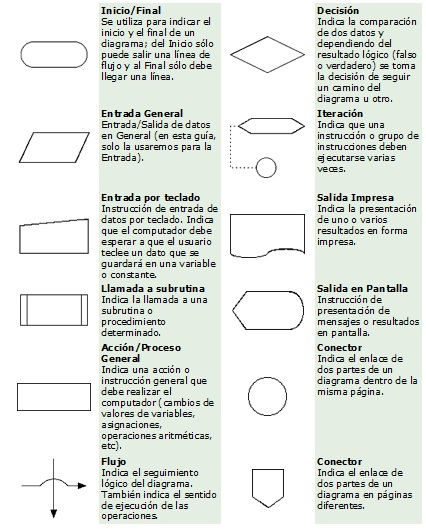 Inicio/Final
Se utiliza para indicar el
inicio y el final de un
diagrama; del Inicio sólo
puede salir una línea de
flujo y al Final sólo debe
llegar una línea.
Decisión
Indica la comparación
de dos datos y
dependiendo del
resultado lógico (falso
o verdadero) se toma
la decisión de seguir
un camino del
diagrama u otro.
Entrada General
Entrada/Salida de datos
en General (en esta guía,
solo la usaremos para la
Entrada).
Iteración
Indica que una
instrucción o grupo de
instrucciones deben
ejecutarse varias
veces.
Entrada por teclado
Instrucción de entrada de
datos por teclado. Indica
que el computador debe
esperar a que el usuario
teclee un dato que se
guardará en una variable
o constante.
Salida Impresa
Indica la presentación
de uno o varios
resultados en forma
impresa.
Llamada a subrutina
Indica la llamada a una
subrutina o
procedimiento
determinado.
Salida en Pantalla
Instrucción de
presentación de
mensajes o resultados
en pantalla.
Acción/Proceso
General
Indica una acción o
instrucción general que
debe realizar el
computador (cambios de
valores de variables,
asignaciones,
operaciones aritméticas,
etc).
Conector
Indica el enlace de
dos partes de un
diagrama dentro de la
misma página.
Flujo
Indica el seguimiento
lógico del diagrama.
También indica el sentido
de ejecución de las
operaciones.
Conector
Indica el enlace de
dos partes de un
diagrama en páginas
diferentes.